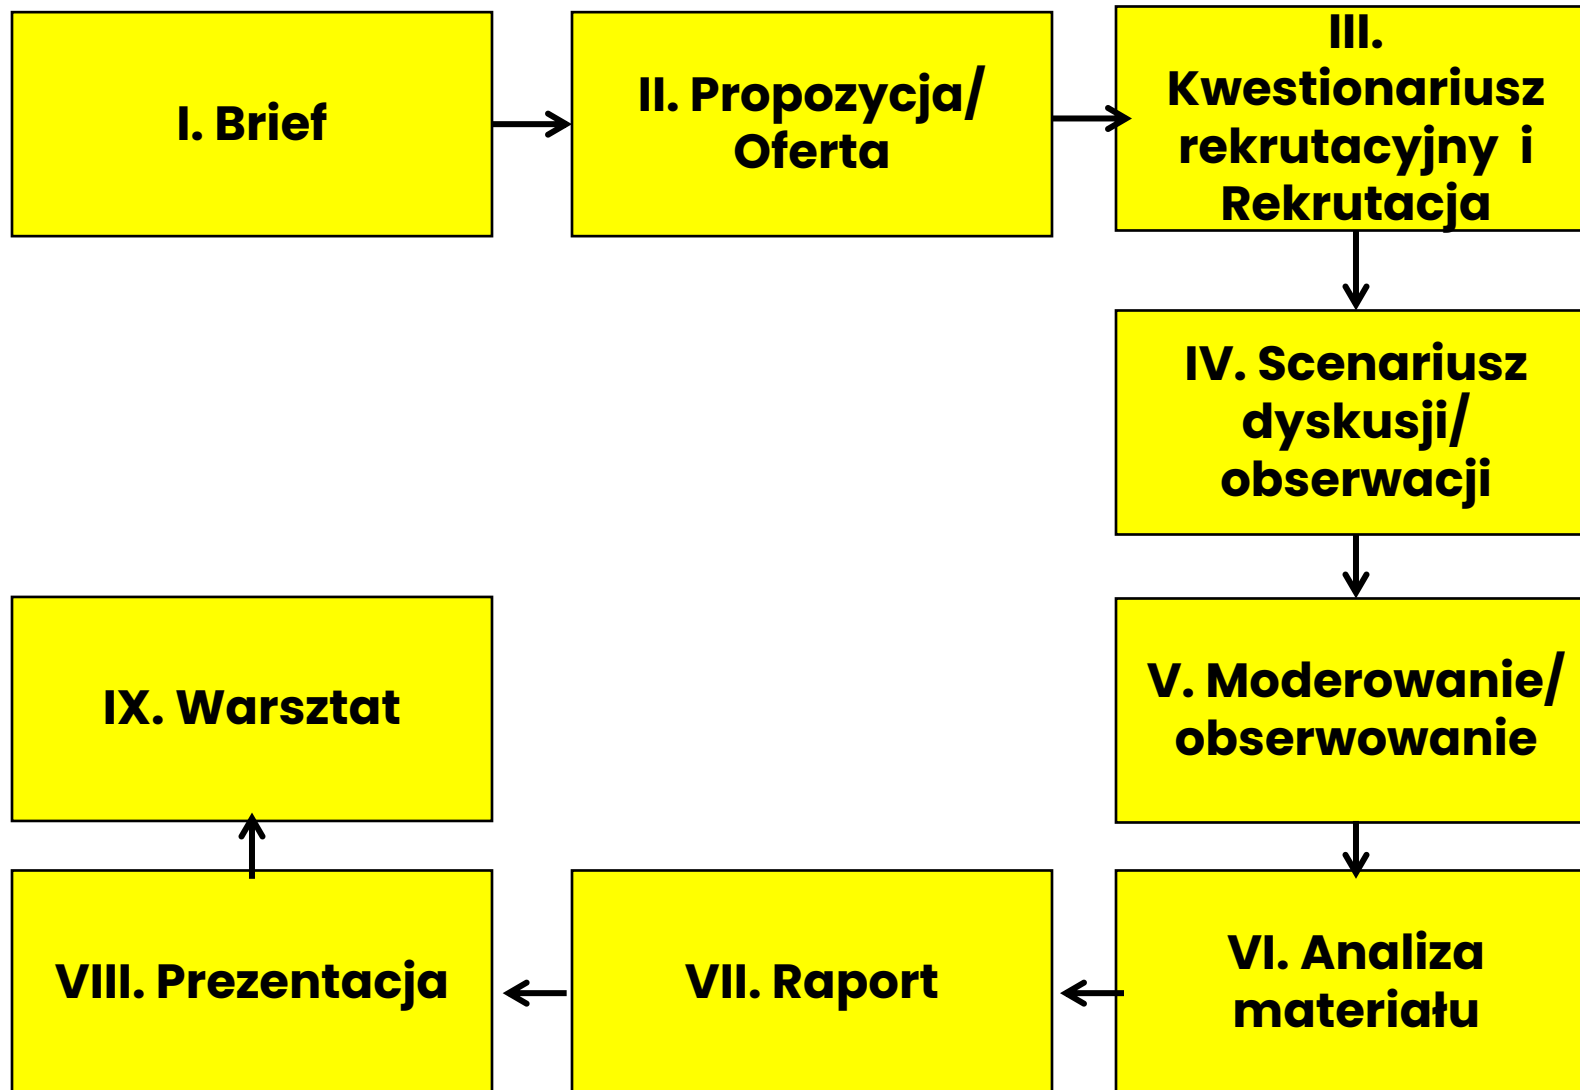 I. Brief
II. Propozycja/
Oferta
III.
Kwestionariusz
rekrutacyjny i
Rekrutacja
IV. Scenariusz
dyskusji/
obserwacji
V. Moderowanie/
obserwowanie
VI. Analiza
materiału
VII. Raport
VIII. Prezentacja
IX. Warsztat